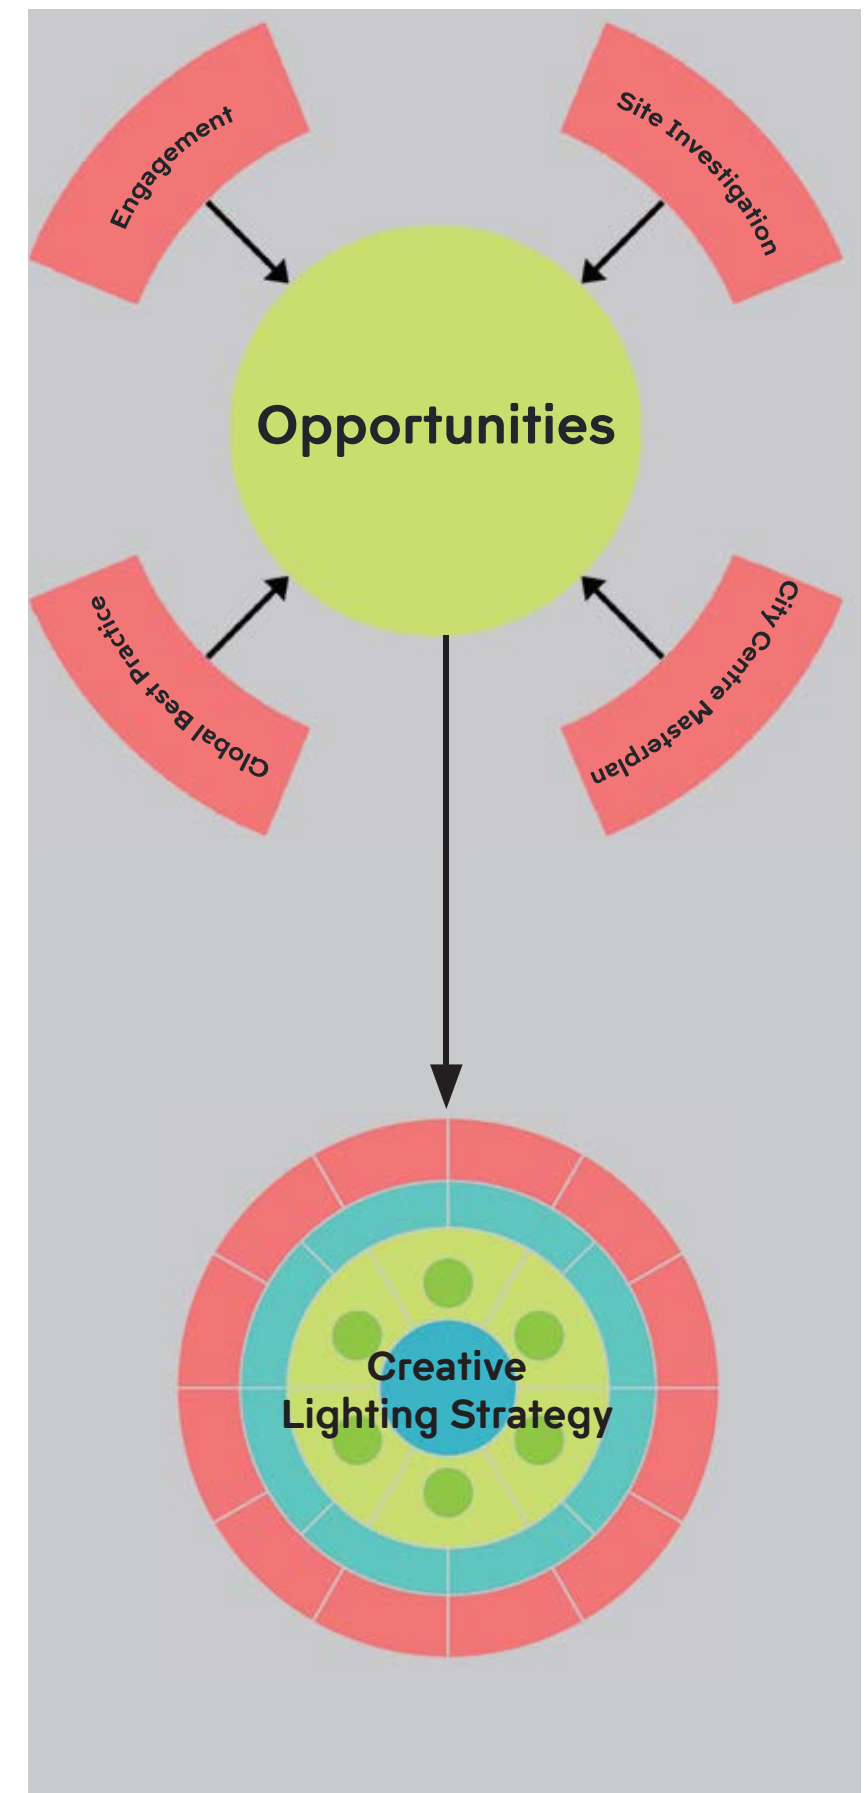 Engagement
Site Investigation
Opportunities
Global Best Practice
City Centre Masterplan
Creative
Lighting Strategy